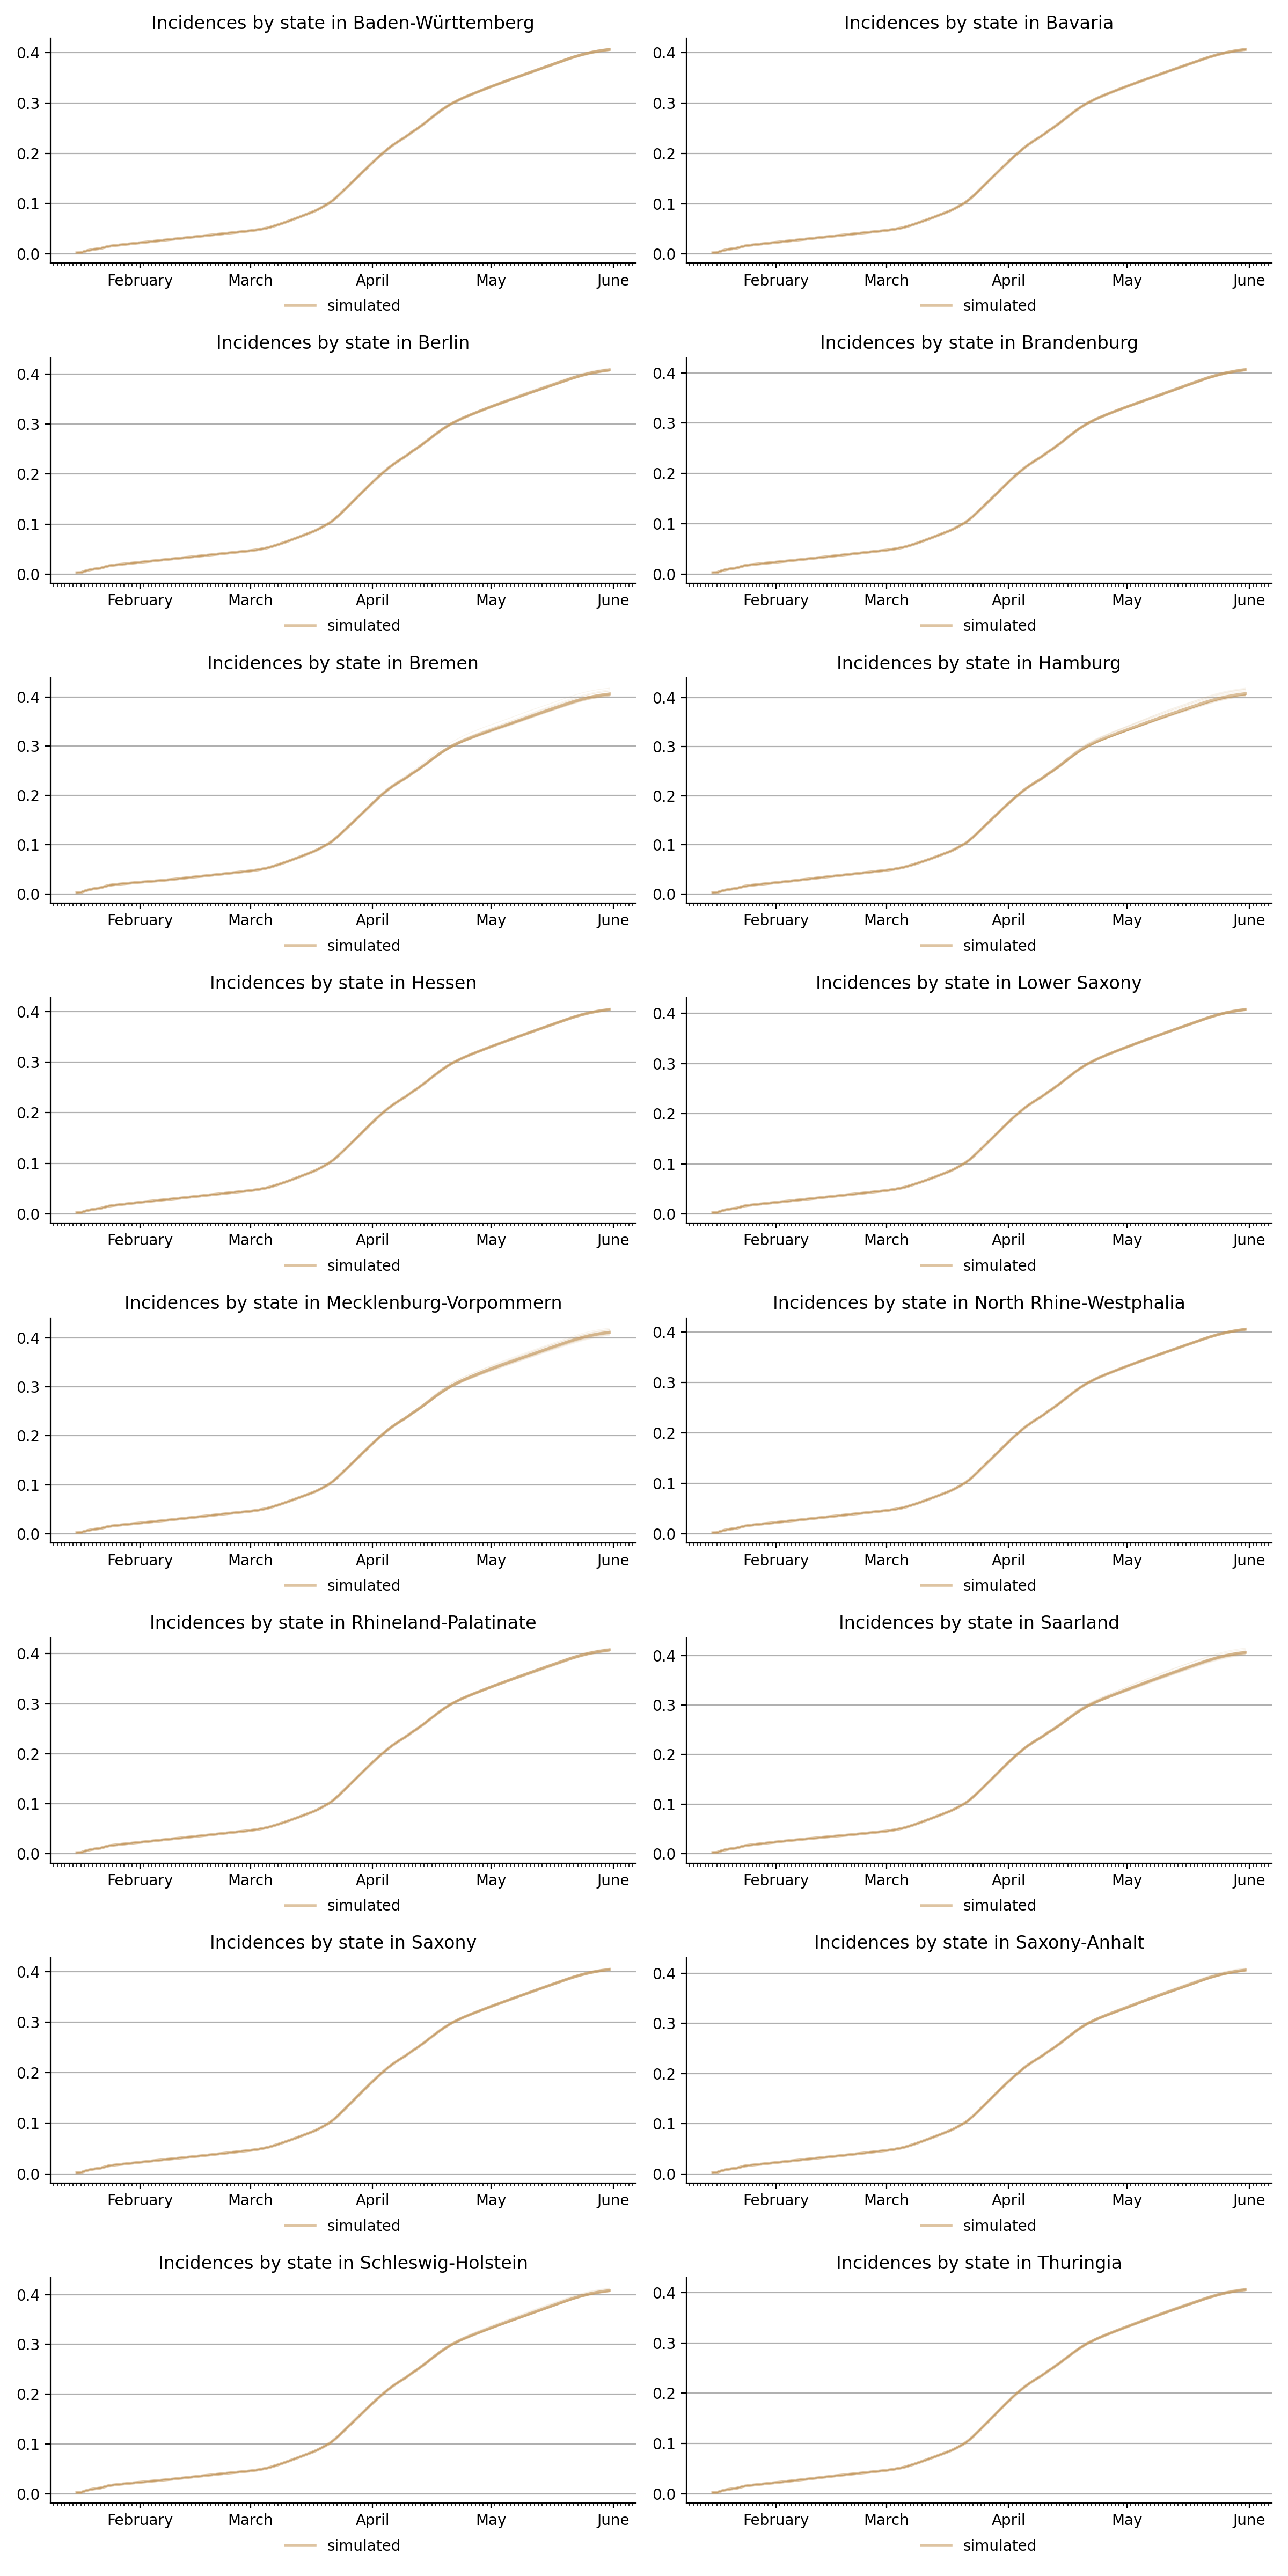 Incidences by state in Baden-Württemberg
0.4
0.3
0.2
0.1
0.0
February March April May June
simulated
Incidences by state in Bavaria
0.4
0.3
0.2
0.1
0.0
February March April May June
simulated
Incidences by state in Berlin
0.4
0.3
0.2
0.1
0.0
February March April May June
simulated
Incidences by state in Brandenburg
0.4
0.3
0.2
0.1
0.0
February March April May June
simulated
Incidences by state in Bremen
0.4
0.3
0.2
0.1
0.0
February March April May June
simulated
Incidences by state in Hamburg
0.4
0.3
0.2
0.1
0.0
February March April May June
simulated
Incidences by state in Hessen
0.4
0.3
0.2
0.1
0.0
February March April May June
simulated
Incidences by state in Lower Saxony
0.4
0.3
0.2
0.1
0.0
February March April May June
simulated
Incidences by state in Mecklenburg-Vorpommern
0.4
0.3
0.2
0.1
0.0
February March April May June
simulated
Incidences by state in North Rhine-Westphalia
0.4
0.3
0.2
0.1
0.0
February March April May June
simulated
Incidences by state in Rhineland-Palatinate
0.4
0.3
0.2
0.1
0.0
February March April May June
simulated
Incidences by state in Saarland
0.4
0.3
0.2
0.1
0.0
February March April May June
simulated
Incidences by state in Saxony
0.4
0.3
0.2
0.1
0.0
February March April May June
simulated
Incidences by state in Saxony-Anhalt
0.4
0.3
0.2
0.1
0.0
February March April May June
simulated
Incidences by state in Schleswig-Holstein
0.4
0.3
0.2
0.1
0.0
February March April May June
simulated
Incidences by state in Thuringia
0.4
0.3
0.2
0.1
0.0
February March April May June
simulated